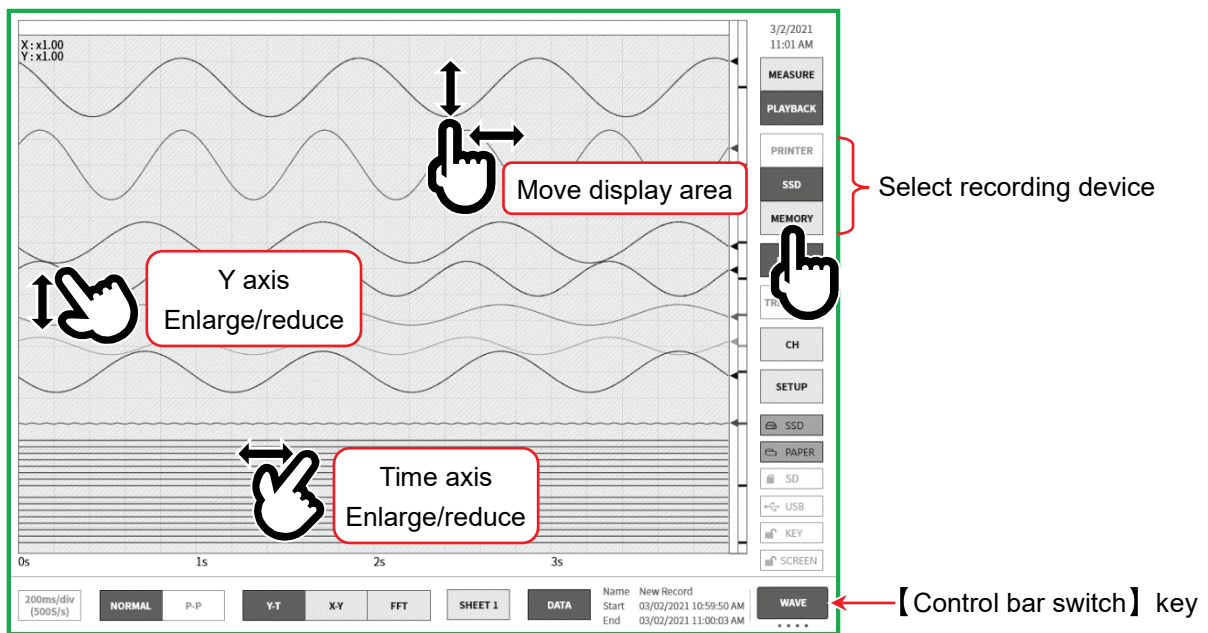 X : x1.00
Y : x1.00
3/2/2021
11:01 AM
MEASURE
PLAYBACK
PRINTER
SSD
MEMORY
Select recording device
Move display area
Y axis
Enlarge/reduce
CH
SETUP
SSD
PAPER
SD
USB
KEY
SCREEN
Time axis
Enlarge/reduce
0s
1s
2s
3s
200ms/div
(500S/s)
NORMAL
P-P
Y-T
X-Y
FFT
SHEET 1
DATA
Name New Record
Start 03/02/2021 10:59:50 AM
End 03/02/2021 11:00:03 AM
WAVE
【Control bar switch】 key